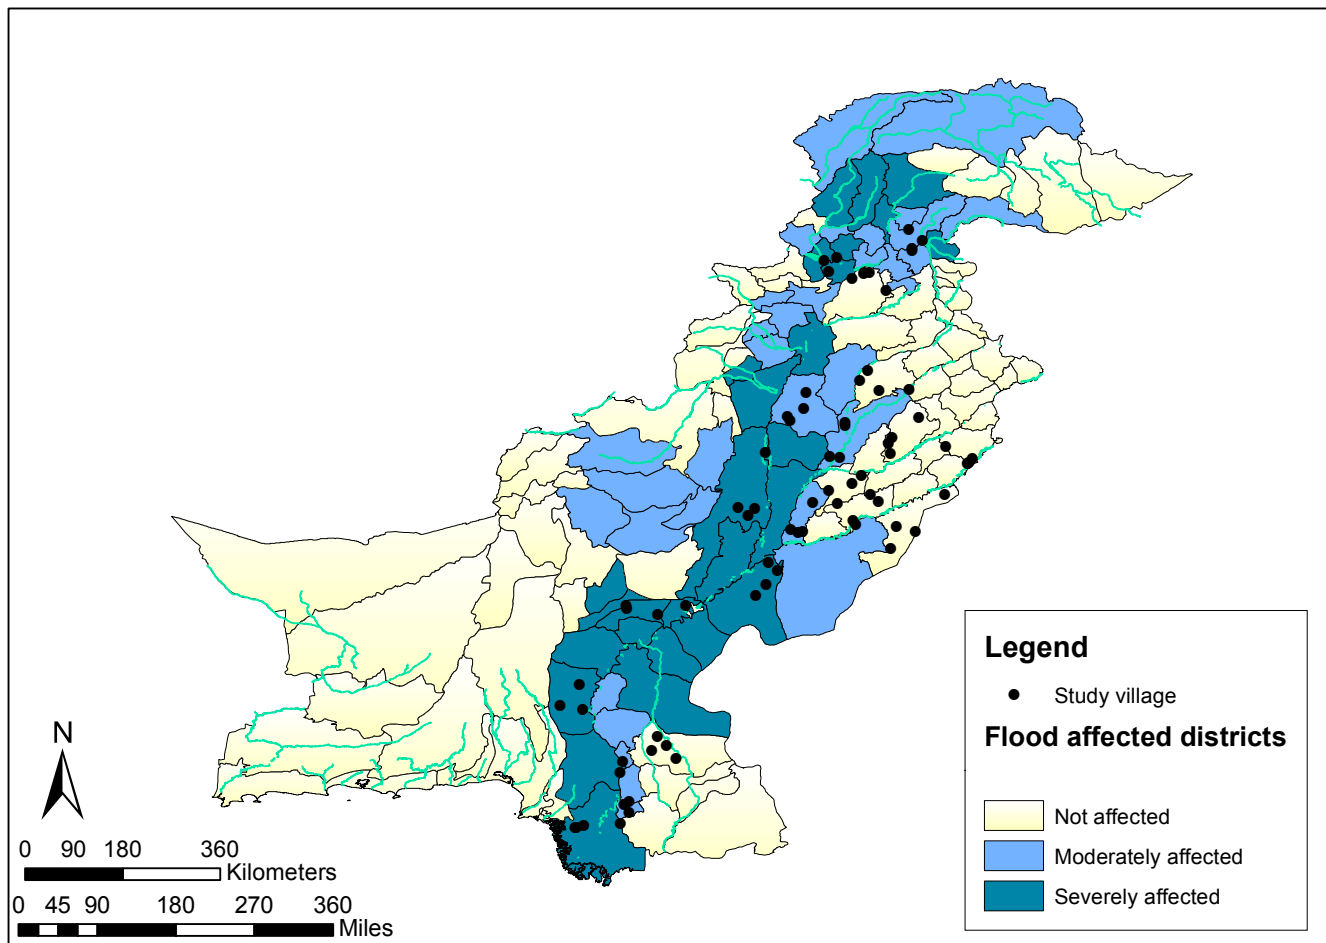 Legend
Study village
Flood affected districts
Not affected
Moderately affected
Severely affected
N
0 90 180 360
Kilometers
0 45 90 180 270 360
Miles